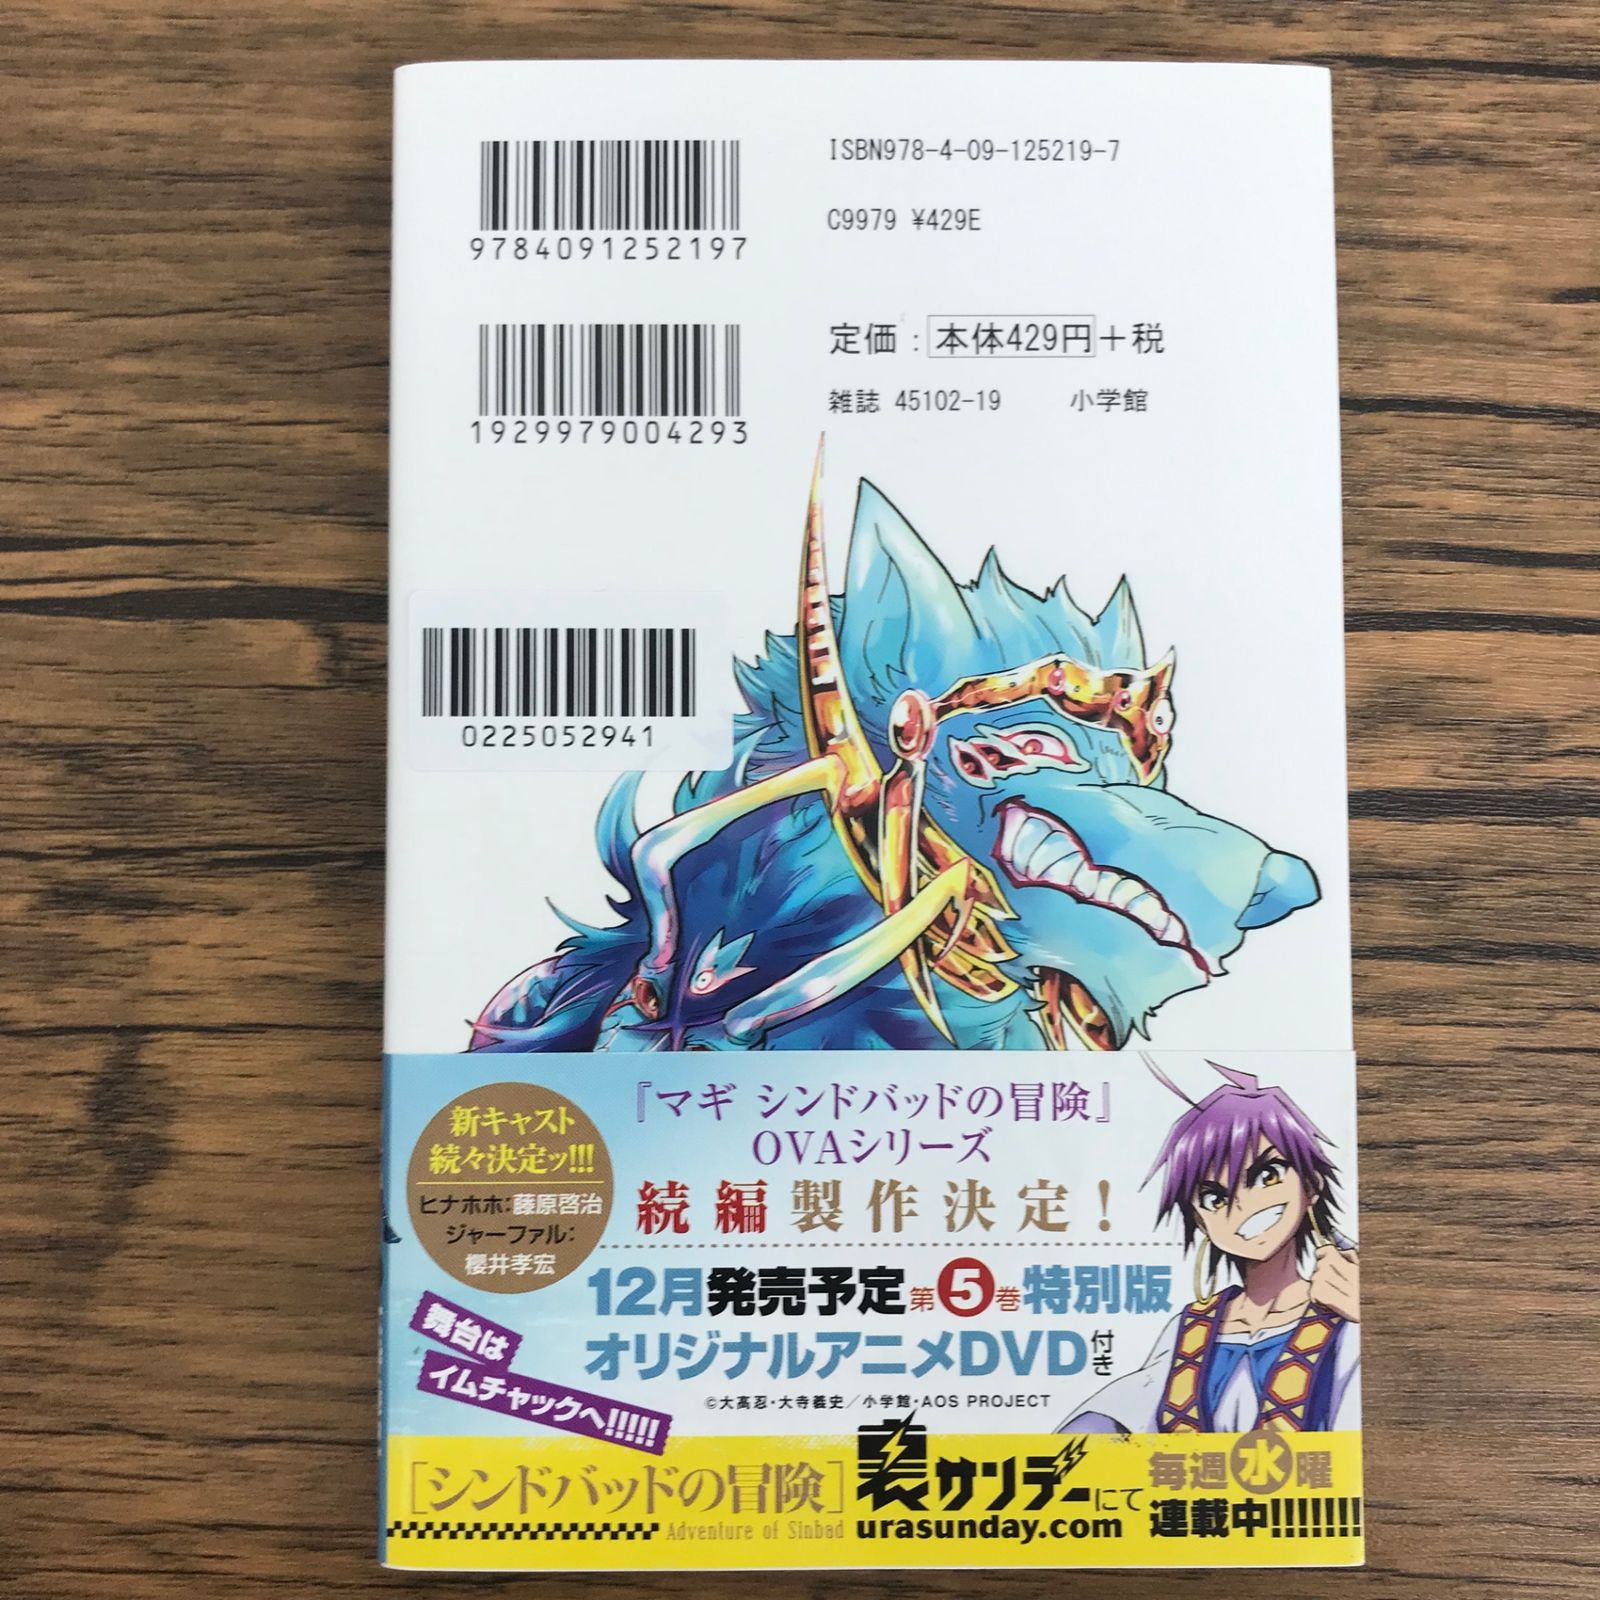 ISBN978-4-09-125219-7
9784091252197
C9979 ¥429E
定価：本体429円＋税
雑誌 45102-19 小学館
1929979004293
0225052941
新キャスト
続々決定ッ!!!
ヒナホホ：藤原啓治
ジャーファル：
櫻井孝宏
『マギ シンドバッドの冒険』
OVAシリーズ
続編製作決定！
12月発売予定第5巻特別版
オリジナルアニメDVD付き
舞台は
イムチャックへ!!!!!
©大高忍・大寺義史／小学館・AOS PROJECT
[シンドバッドの冒険]
Adventure of Sinbad
裏サンデーにて
urasunday.com
毎週水曜
連載中!!!!!!!